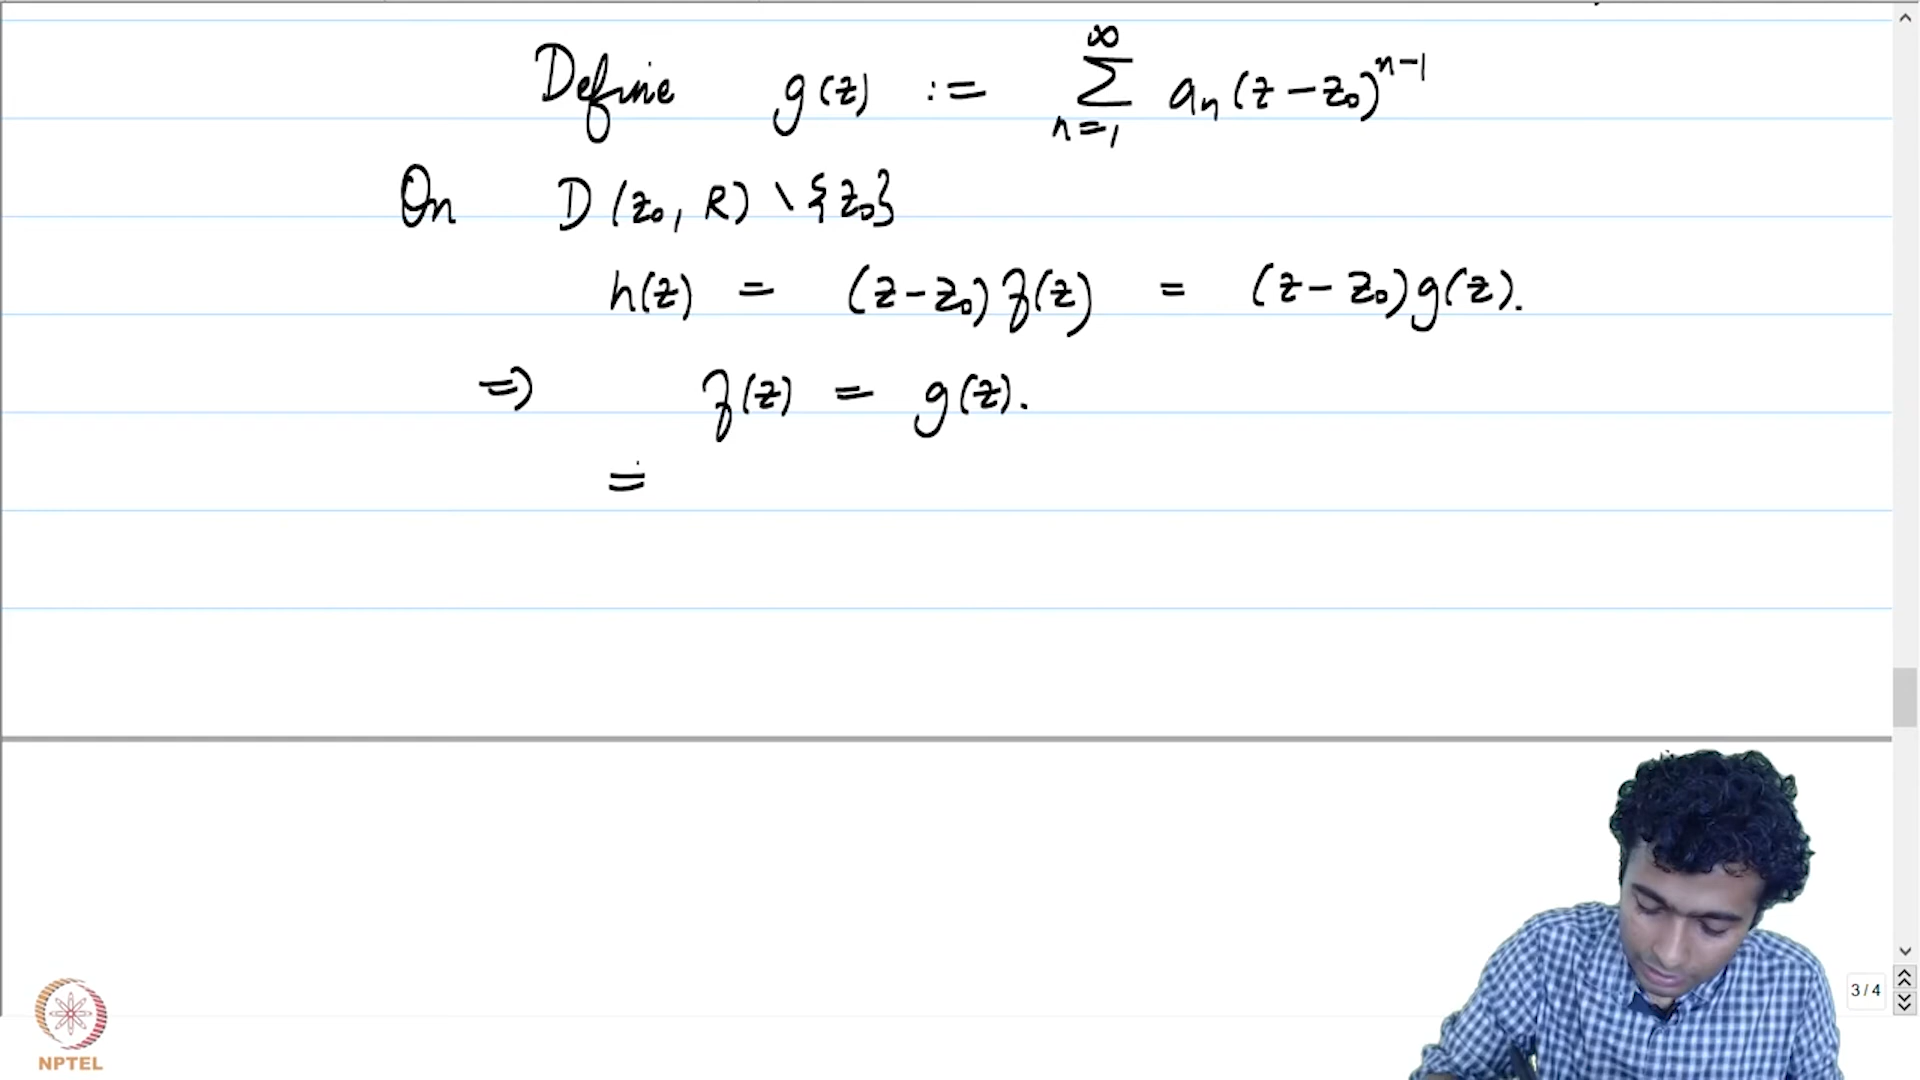 Define g(z) := ∑_{n=1}^{∞} a_n (z-z_0)^{n-1}
On D(z_0, R) \ {z_0}
h(z) = (z-z_0) f(z) = (z-z_0) g(z).
=> f(z) = g(z).
=
3 / 4
NPTEL